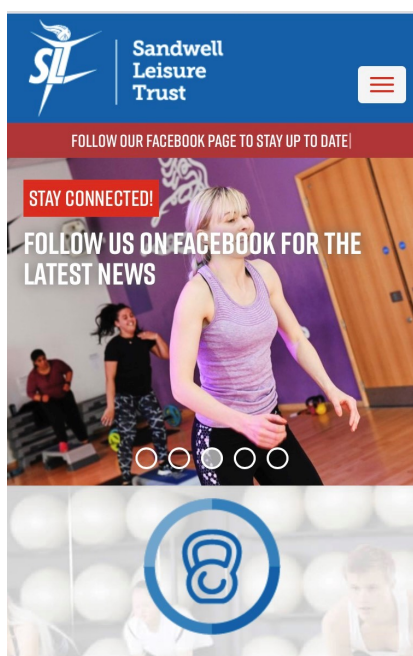 SLT
Sandwell
Leisure
Trust
FOLLOW OUR FACEBOOK PAGE TO STAY UP TO DATE|
STAY CONNECTED!
FOLLOW US ON FACEBOOK FOR THE
LATEST NEWS